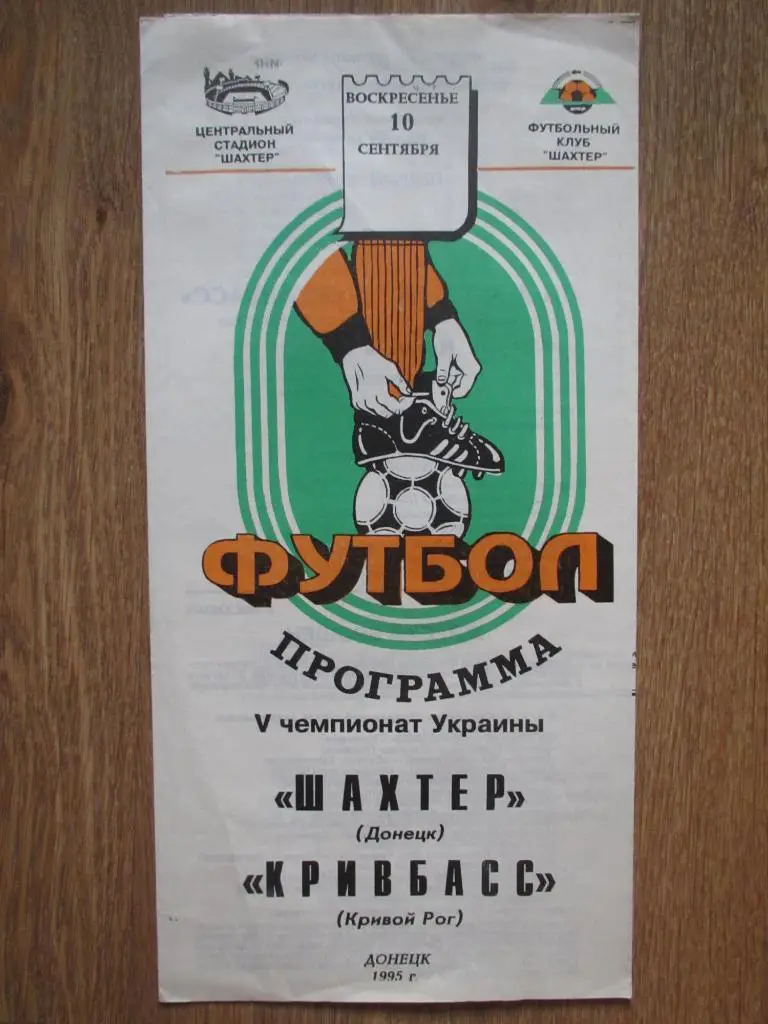 ЦЕНТРАЛЬНЫЙ
СТАДИОН
"ШАХТЕР"
ВОСКРЕСЕНЬЕ
10
СЕНТЯБРЯ
ФУТБОЛЬНЫЙ
КЛУБ
"ШАХТЕР"
ФУТБОЛ
ПРОГРАММА
V чемпионат Украины
«ШАХТЕР»
(Донецк)
«КРИВБАСС»
(Кривой Рог)
ДОНЕЦК
1995 г.